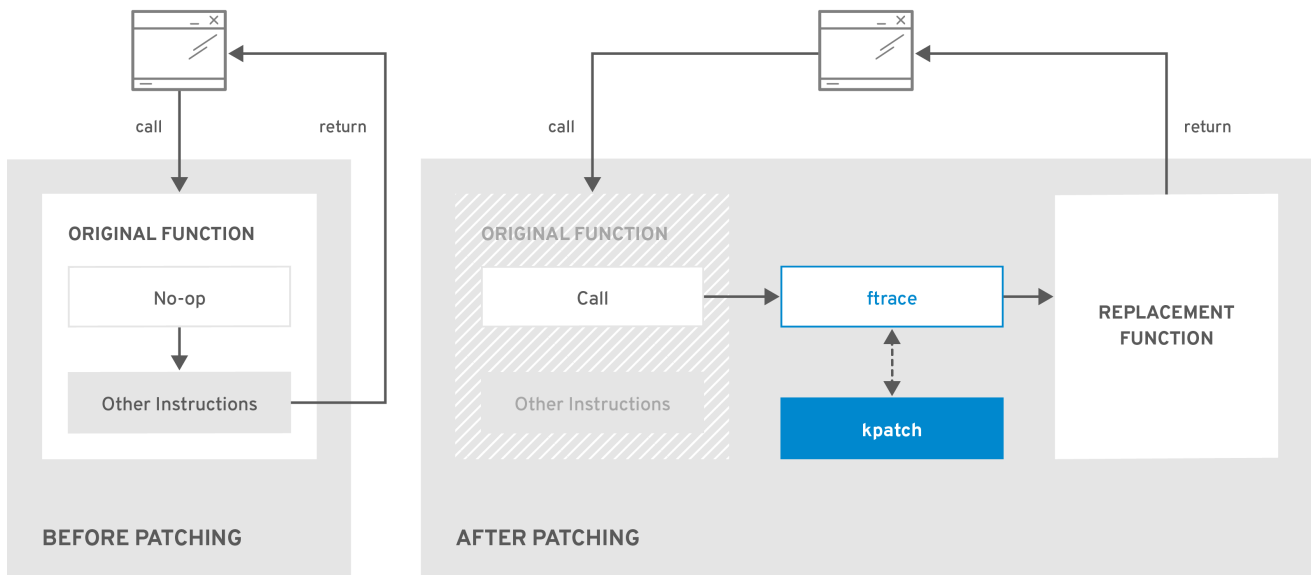 call
return
ORIGINAL FUNCTION
No-op
Other Instructions
BEFORE PATCHING
call
return
ORIGINAL FUNCTION
Call
ftrace
REPLACEMENT
FUNCTION
Other Instructions
kpatch
AFTER PATCHING